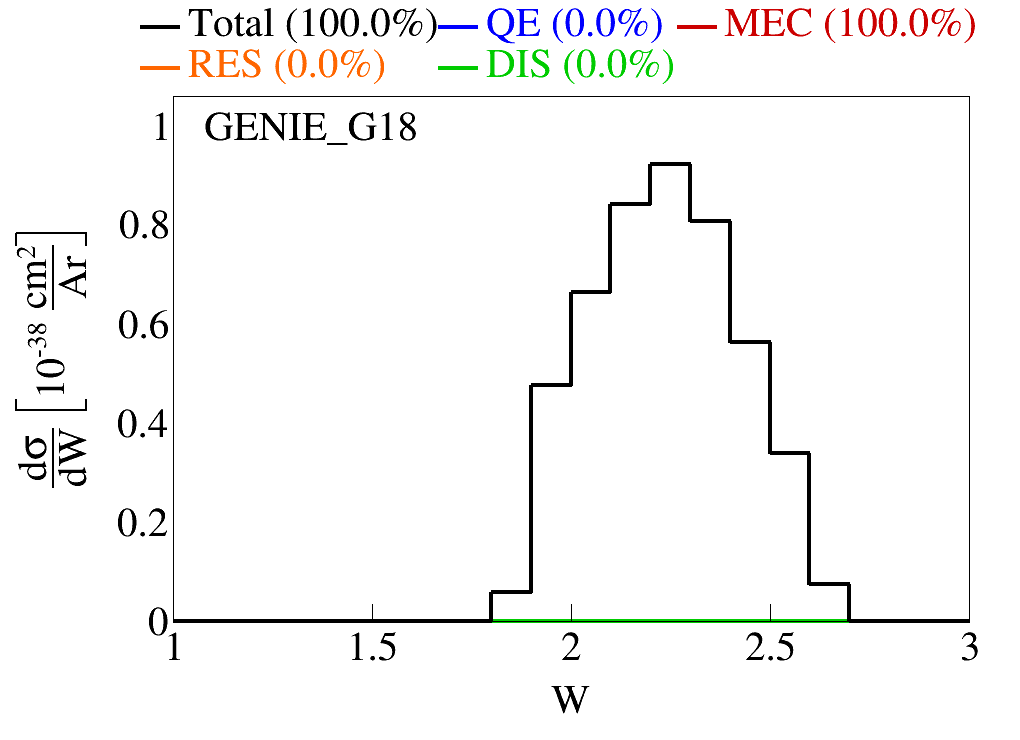 Total (100.0%) QE (0.0%) MEC (100.0%)
RES (0.0%) DIS (0.0%)
GENIE_G18
1
0.8
0.6
0.4
0.2
0
dσ/dW [10^-38 cm^2/Ar]
1 1.5 2 2.5 3
W